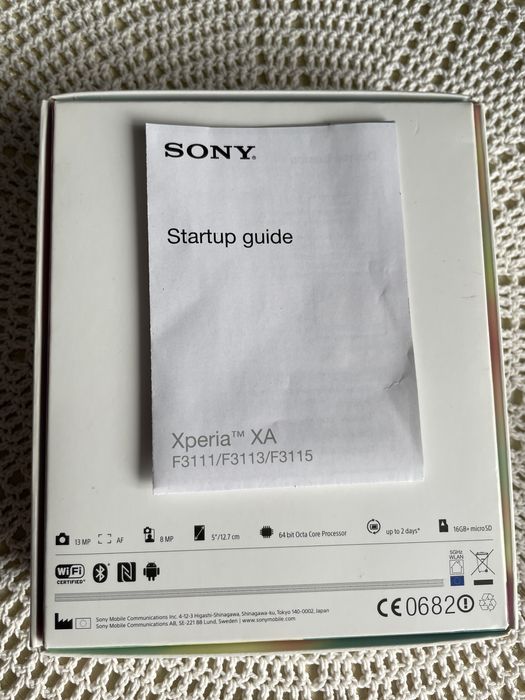 SONY®
Startup guide
Xperia™ XA
F3111/F3113/F3115
13 MP AF 8 MP 5"/12.7 cm 64 bit Octa Core Processor up to 2 days* 16GB+ microSD
WiFi
CERTIFIED
5GHz
WLAN
CE0682
Sony Mobile Communications Inc. 4-12-3 Higashi-Shinagawa, Shinagawa-ku, Tokyo 140-0002, Japan
Sony Mobile Communications AB, SE-221 88 Lund, Sweden | www.sonymobile.com